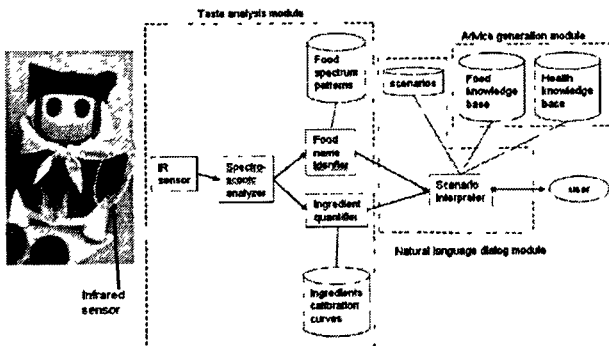 Taste analysis module
Advice generation module
Food
spectrum
patterns
scenarios
Food
knowledge
base
Health
knowledge
base
IR
sensor
Spectro-
scopic
analyzer
Food
name
identifier
Ingredient
quantifier
Scenario
interpreter
user
Natural language dialog module
Infrared
sensor
Ingredients
calibration
curves